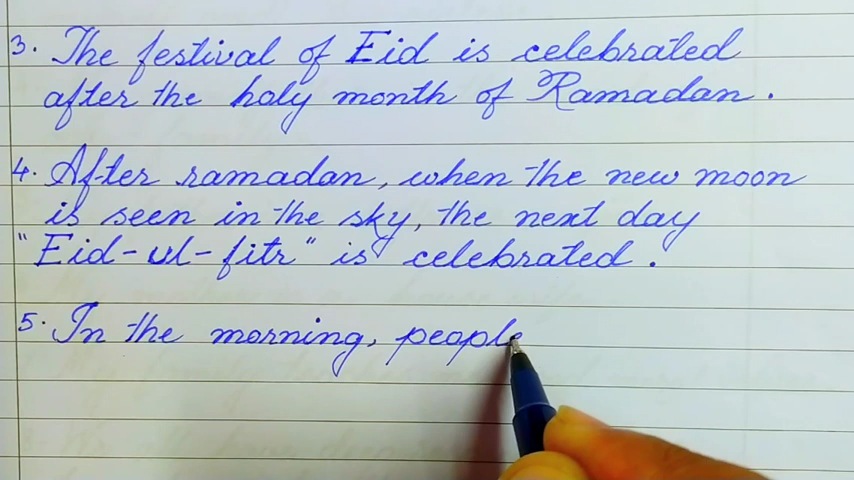 3. The festival of Eid is celebrated
after the holy month of Ramadan.
4. After ramadan, when the new moon
is seen in the sky, the next day
"Eid-ul-fitr" is celebrated.
5. In the morning, people